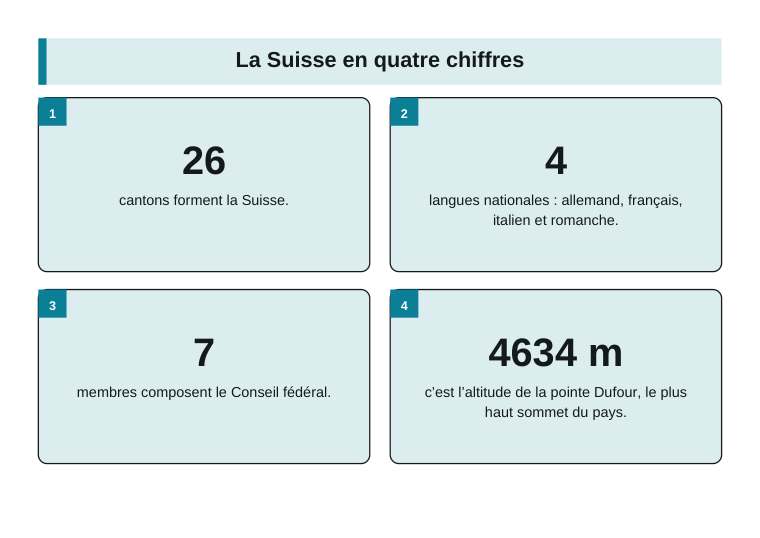 La Suisse en quatre chiffres
1
26
cantons forment la Suisse.
2
4
langues nationales : allemand, français,
italien et romanche.
3
7
membres composent le Conseil fédéral.
4
4634 m
c’est l’altitude de la pointe Dufour, le plus
haut sommet du pays.